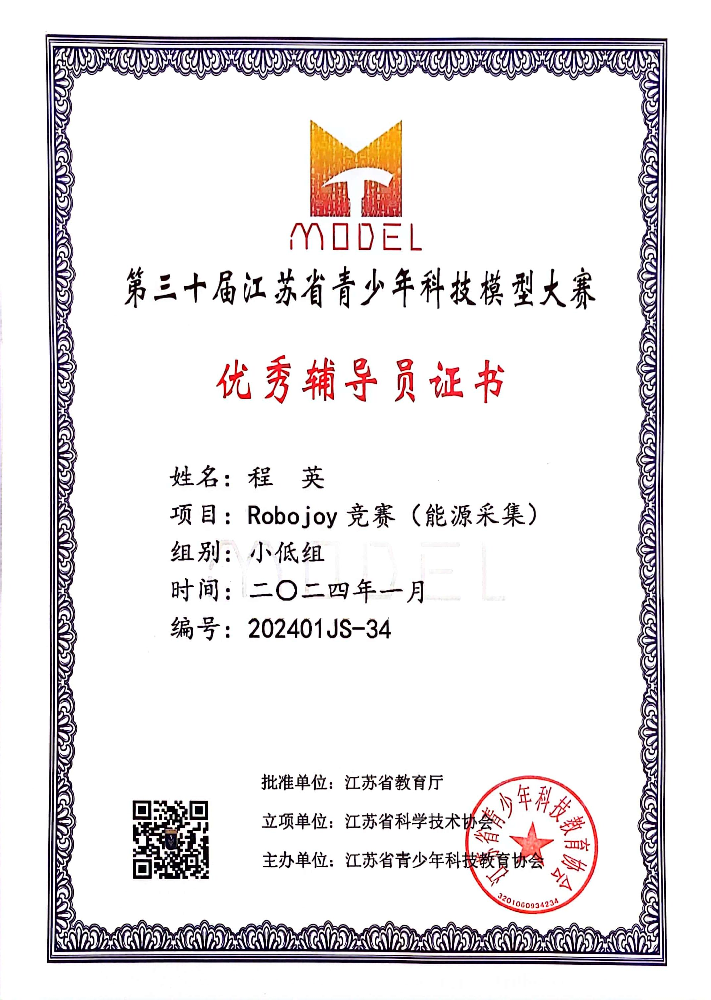 MODEL
第三十届江苏省青少年科技模型大赛
优秀辅导员证书
姓名：程　英
项目：Robojoy 竞赛（能源采集）
组别：小低组
时间：二〇二四年一月
编号：202401JS-34
MODEL
批准单位：江苏省教育厅
立项单位：江苏省科学技术协会
主办单位：江苏省青少年科技教育协会
江苏省青少年科技教育协会
3201060934234